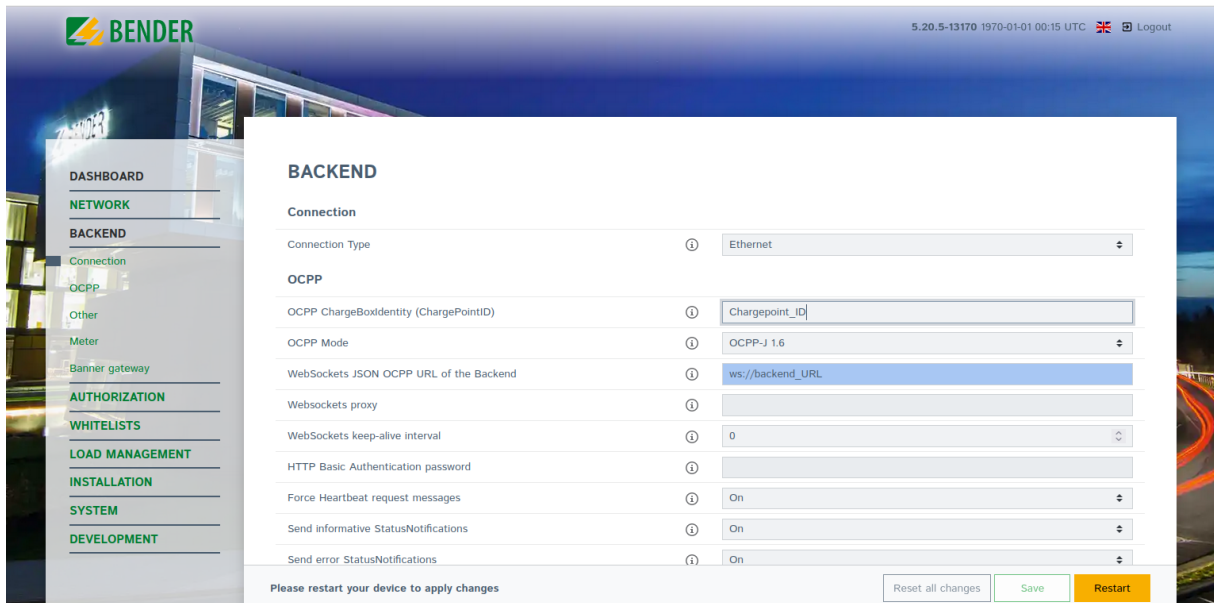 BENDER
5.20.5-13170 1970-01-01 00:15 UTC Logout
BENDER
DASHBOARD
NETWORK
BACKEND
Connection
OCPP
Other
Meter
Banner gateway
AUTHORIZATION
WHITELISTS
LOAD MANAGEMENT
INSTALLATION
SYSTEM
DEVELOPMENT
BACKEND
Connection
Connection Type Ethernet
OCPP
OCPP ChargeBoxIdentity (ChargePointID) Chargepoint_ID
OCPP Mode OCPP-J 1.6
WebSockets JSON OCPP URL of the Backend ws://backend_URL
Websockets proxy
WebSockets keep-alive interval 0
HTTP Basic Authentication password
Force Heartbeat request messages On
Send informative StatusNotifications On
Send error StatusNotifications On
Please restart your device to apply changes Reset all changes Save Restart